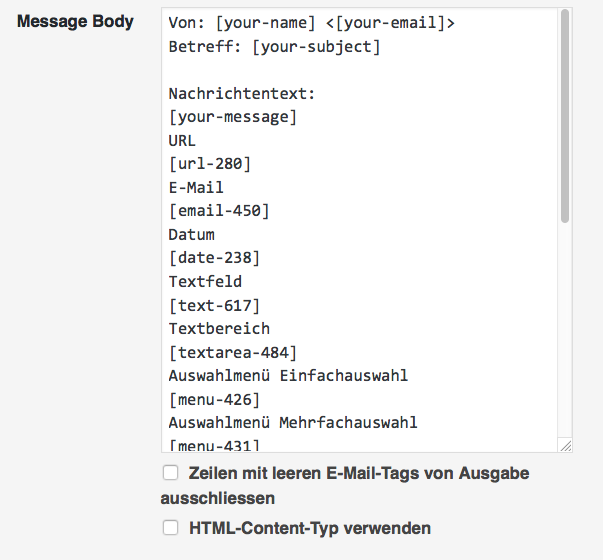 Message Body
Von: [your-name] <[your-email]>
Betreff: [your-subject]
Nachrichtentext:
[your-message]
URL
[url-280]
E-Mail
[email-450]
Datum
[date-238]
Textfeld
[text-617]
Textbereich
[textarea-484]
Auswahlmenü Einfachauswahl
[menu-426]
Auswahlmenü Mehrfachauswahl
[menu-431]
Zeilen mit leeren E-Mail-Tags von Ausgabe
ausschliessen
HTML-Content-Typ verwenden